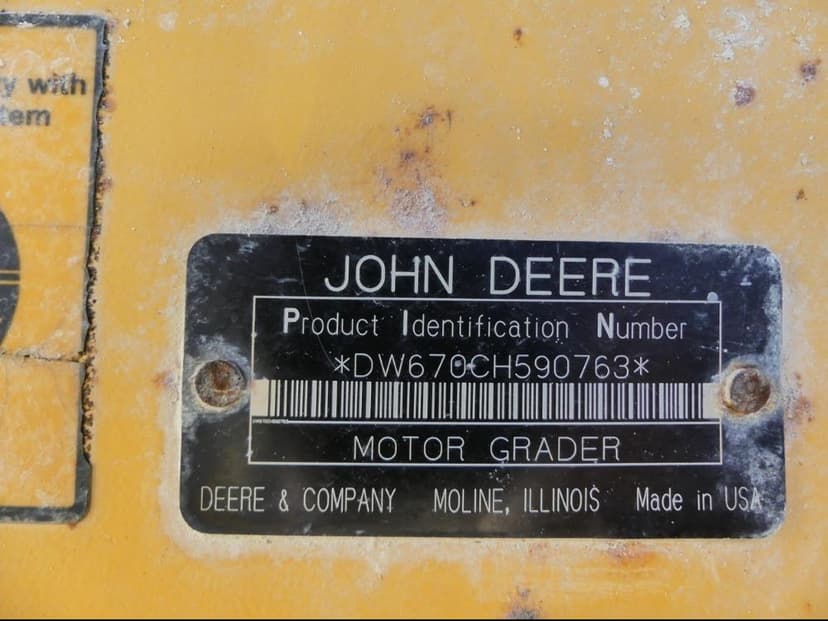 y with
tem
JOHN DEERE
Product Identification Number
*DW670CH590763*
MOTOR GRADER
DEERE & COMPANY MOLINE, ILLINOIS Made in USA